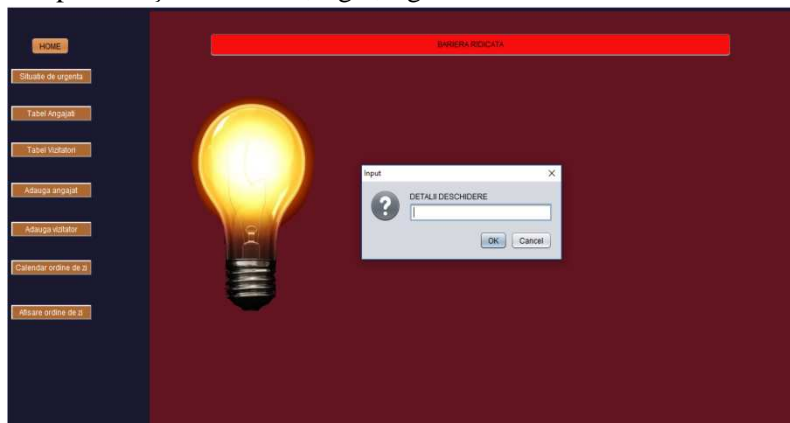 HOME
BARIERA RIDICATA
Situatie de urgenta
Tabel Angajati
Tabel Vizitatori
Adauga angajat
Adauga vizitator
Calendar ordine de zi
Afisare ordine de zi
Input
DETALII DESCHIDERE
OK Cancel